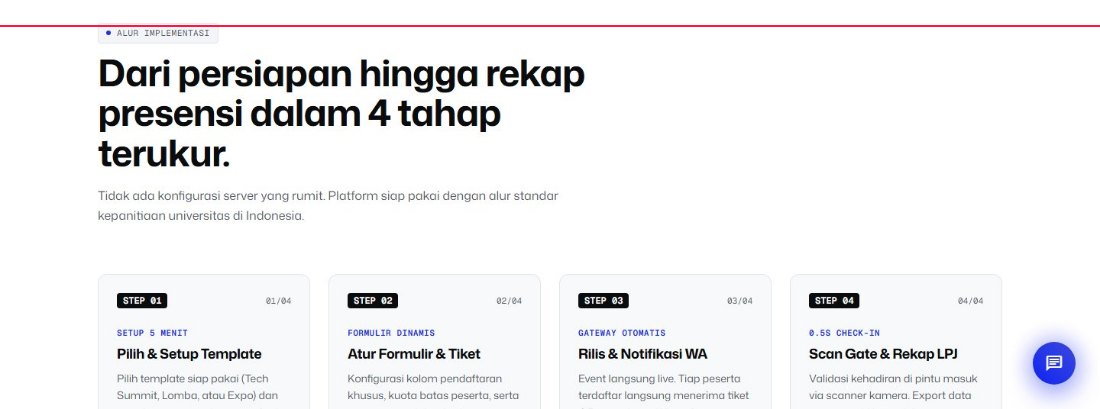 ALUR IMPLEMENTASI
Dari persiapan hingga rekap
presensi dalam 4 tahap
terukur.
Tidak ada konfigurasi server yang rumit. Platform siap pakai dengan alur standar
kepanitiaan universitas di Indonesia.
STEP 01
01/04
SETUP 5 MENIT
Pilih & Setup Template
Pilih template siap pakai (Tech
Summit, Lomba, atau Expo) dan
STEP 02
02/04
FORMULIR DINAMIS
Atur Formulir & Tiket
Konfigurasi kolom pendaftaran
khusus, kuota batas peserta, serta
STEP 03
03/04
GATEWAY OTOMATIS
Rilis & Notifikasi WA
Event langsung live. Tiap peserta
terdaftar langsung menerima tiket
STEP 04
04/04
0.5S CHECK-IN
Scan Gate & Rekap LPJ
Validasi kehadiran di pintu masuk
via scanner kamera. Export data